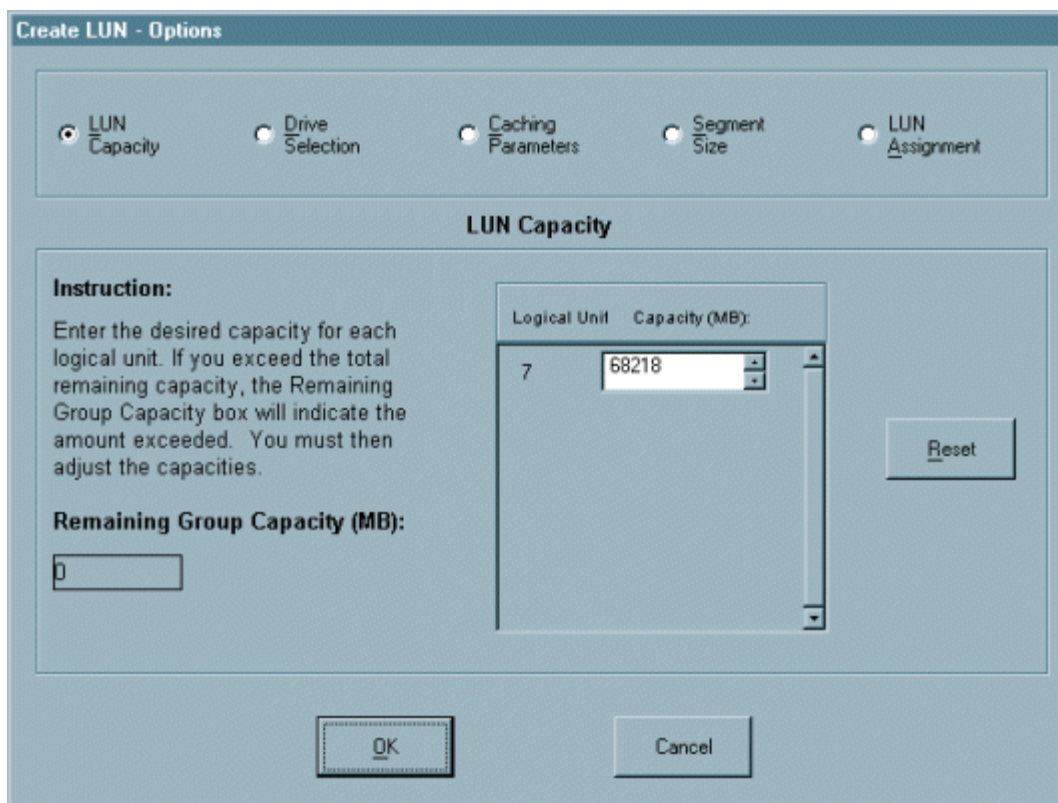 Create LUN - Options
LUN Capacity
Drive Selection
Caching Parameters
Segment Size
LUN Assignment
LUN Capacity
Instruction:
Enter the desired capacity for each
logical unit. If you exceed the total
remaining capacity, the Remaining
Group Capacity box will indicate the
amount exceeded.  You must then
adjust the capacities.
Remaining Group Capacity (MB):
0
Logical Unit Capacity (MB):
7 68218
Reset
OK
Cancel